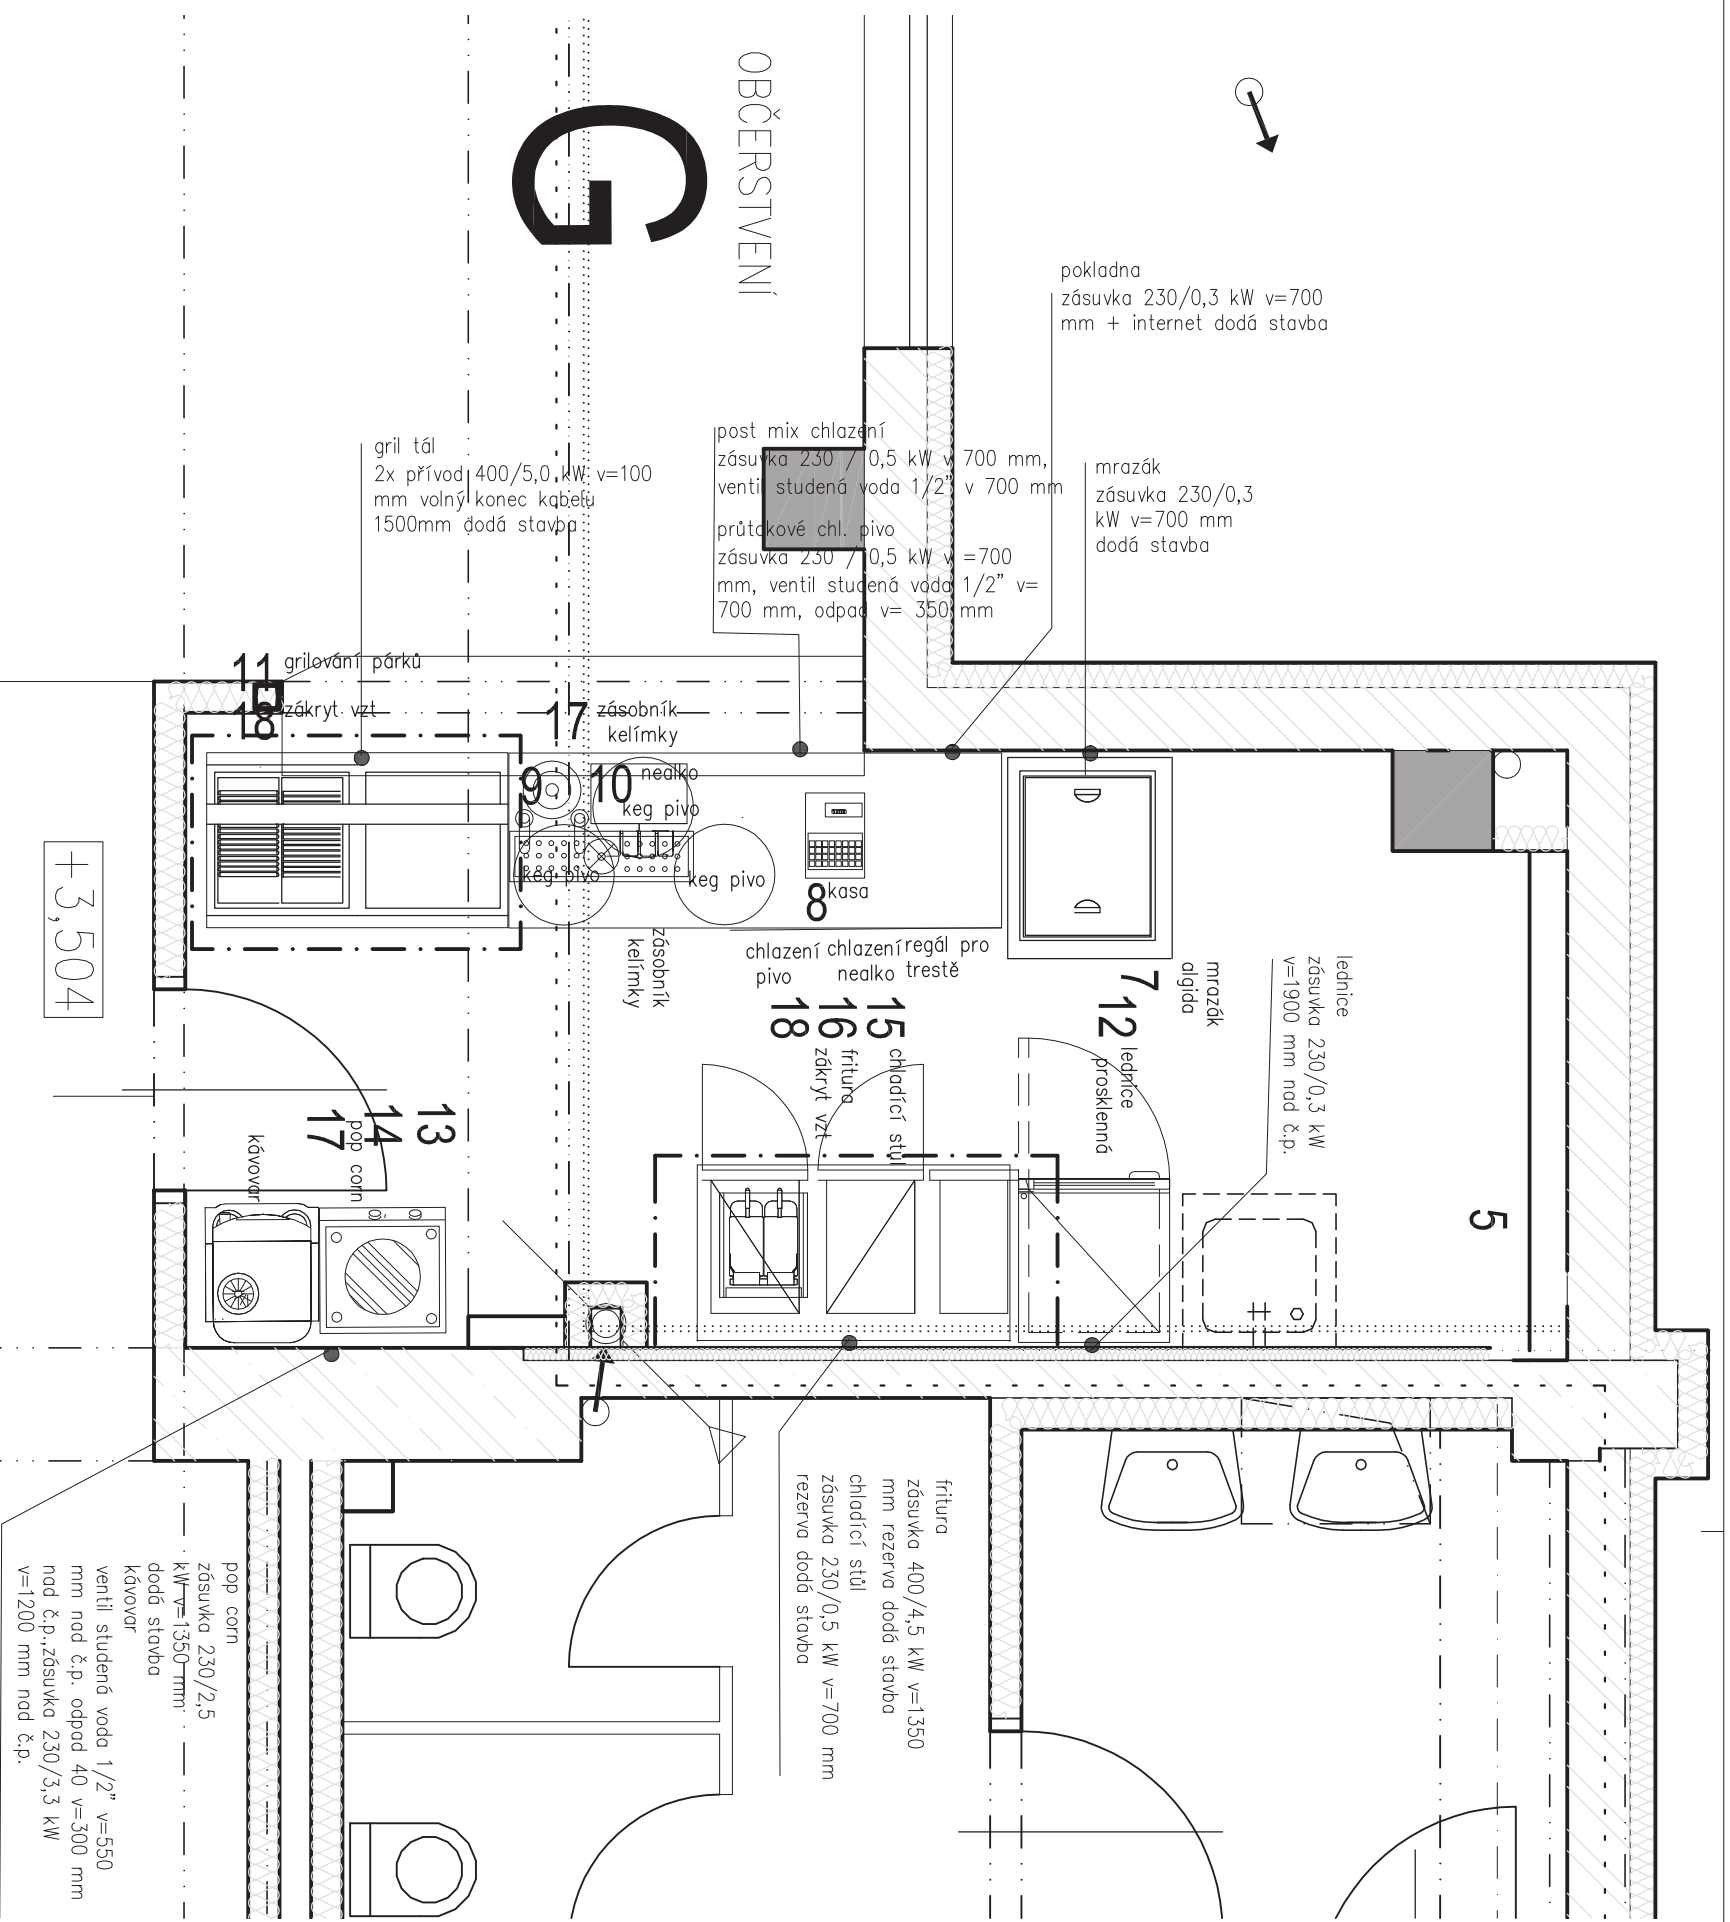 OBČERSTVENÍ
G
pokladna
zásuvka 230/0,3 kW v=700
mm + internet dodá stavba
gril tál
2x přívod 400/5,0 kW v=100
mm volný konec kabelu
1500mm dodá stavba
post mix chlazení
zásuvka 230 / 0,5 kW v 700 mm,
ventil studená voda 1/2" v 700 mm
průtokové chl. pivo
zásuvka 230 / 0,5 kW v =700
mm, ventil studená voda 1/2" v=
700 mm, odpad v= 350 mm
mrazák
zásuvka 230/0,3
kW v=700 mm
dodá stavba
11 grilování párků
18 zákryt vzt
17 zásobník
kelímky
9
10 nealko
keg pivo
keg pivo
keg pivo
8 kasa
+3,504
zásobník
kelímky
chlazení
pivo
chlazení
nealko
regál pro
trestě
7 mrazák
algida
12 lednice
prosklenná
lednice
zásuvka 230/0,3 kW
v=1900 mm nad č.p.
15 chladící stul
16 fritura
18 zákryt vzt
13
14 pop corn
17
kávovar
5
fritura
zásuvka 400/4,5 kW v=1350
mm rezerva dodá stavba
chladící stůl
zásuvka 230/0,5 kW v=700 mm
rezerva dodá stavba
pop corn
zásuvka 230/2,5
kW v=1350 mm
dodá stavba
kávovar
ventil studená voda 1/2" v=550
mm nad č.p. odpad 40 v=300 mm
nad č.p.,zásuvka 230/3,3 kW
v=1200 mm nad č.p.